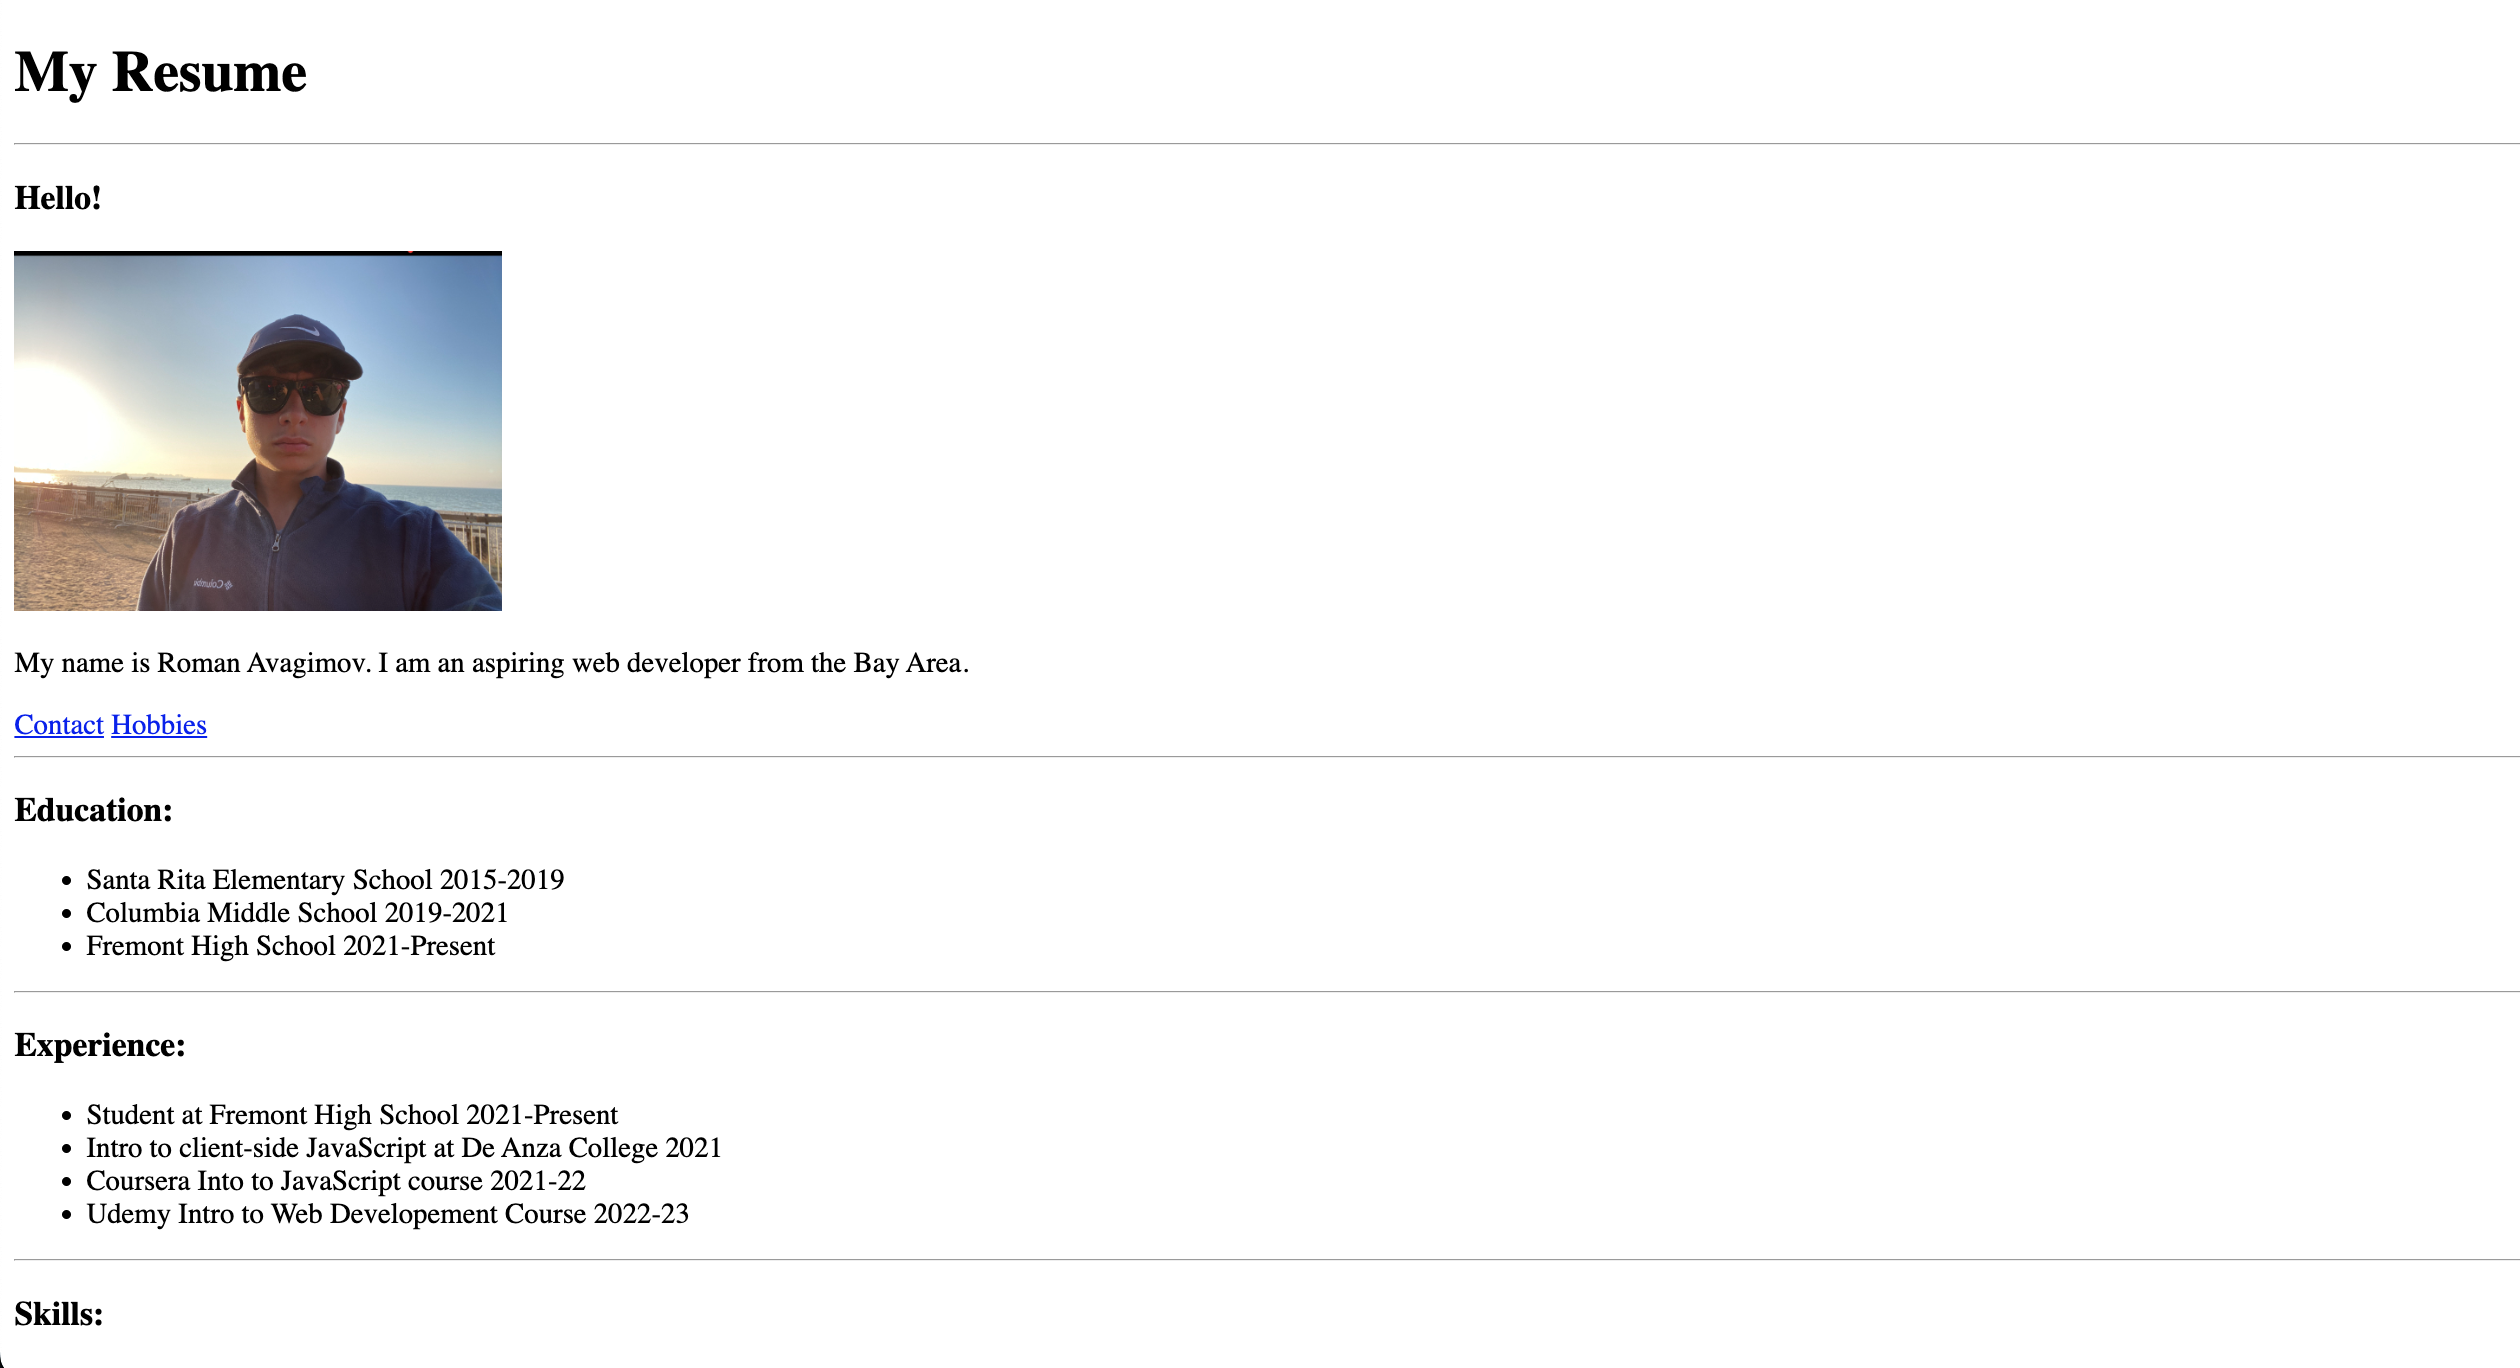 My Resume
Hello!
Columbia
My name is Roman Avagimov. I am an aspiring web developer from the Bay Area.
Contact Hobbies
Education:
Santa Rita Elementary School 2015-2019
Columbia Middle School 2019-2021
Fremont High School 2021-Present
Experience:
Student at Fremont High School 2021-Present
Intro to client-side JavaScript at De Anza College 2021
Coursera Into to JavaScript course 2021-22
Udemy Intro to Web Developement Course 2022-23
Skills: